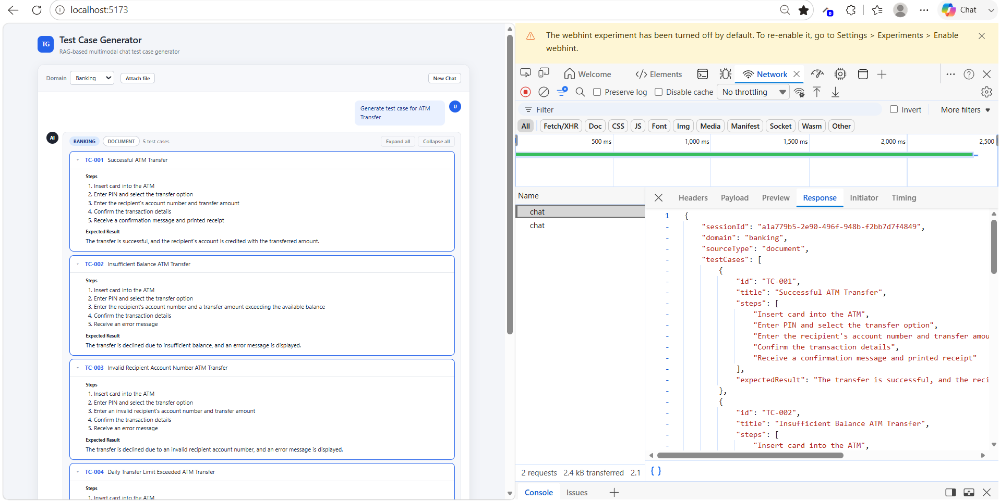 localhost:5173
0
Chat
TG
Test Case Generator
RAG-based multimodal chat test case generator
Domain
Banking
Attach file
New Chat
Generate test case for ATM
Transfer
U
AI
BANKING
DOCUMENT
5 test cases
Expand all
Collapse all
- TC-001 Successful ATM Transfer
Steps
1. Insert card into the ATM
2. Enter PIN and select the transfer option
3. Enter the recipient's account number and transfer amount
4. Confirm the transaction details
5. Receive a confirmation message and printed receipt
Expected Result
The transfer is successful, and the recipient's account is credited with the transferred amount.
- TC-002 Insufficient Balance ATM Transfer
Steps
1. Insert card into the ATM
2. Enter PIN and select the transfer option
3. Enter the recipient's account number and a transfer amount exceeding the available balance
4. Confirm the transaction details
5. Receive an error message
Expected Result
The transfer is declined due to insufficient balance, and an error message is displayed.
- TC-003 Invalid Recipient Account Number ATM Transfer
Steps
1. Insert card into the ATM
2. Enter PIN and select the transfer option
3. Enter an invalid recipient's account number and transfer amount
4. Confirm the transaction details
5. Receive an error message
Expected Result
The transfer is declined due to an invalid recipient account number, and an error message is displayed.
- TC-004 Daily Transfer Limit Exceeded ATM Transfer
Steps
1. Insert card into the ATM
The webhint experiment has been turned off by default. To re-enable it, go to Settings > Experiments > Enable
webhint.
Welcome
</> Elements
Network
Preserve log
Disable cache
No throttling
Filter
Invert
More filters
All
Fetch/XHR
Doc
CSS
JS
Font
Img
Media
Manifest
Socket
Wasm
Other
500 ms
1,000 ms
1,500 ms
2,000 ms
2,500
Name
chat
chat
2 requests 2.4 kB transferred 2.1
Headers
Payload
Preview
Response
Initiator
Timing
1 {
- "sessionId": "a1a779b5-2e90-496f-948b-f2bb7d7f4849",
- "domain": "banking",
- "sourceType": "document",
- "testCases": [
- {
- "id": "TC-001",
- "title": "Successful ATM Transfer",
- "steps": [
- "Insert card into the ATM",
- "Enter PIN and select the transfer option",
- "Enter the recipient's account number and transfer amou
- "Confirm the transaction details",
- "Receive a confirmation message and printed receipt"
- ],
- "expectedResult": "The transfer is successful, and the reci
- },
- {
- "id": "TC-002",
- "title": "Insufficient Balance ATM Transfer",
- "steps": [
- "Insert card into the ATM",
{ }
Console
Issues